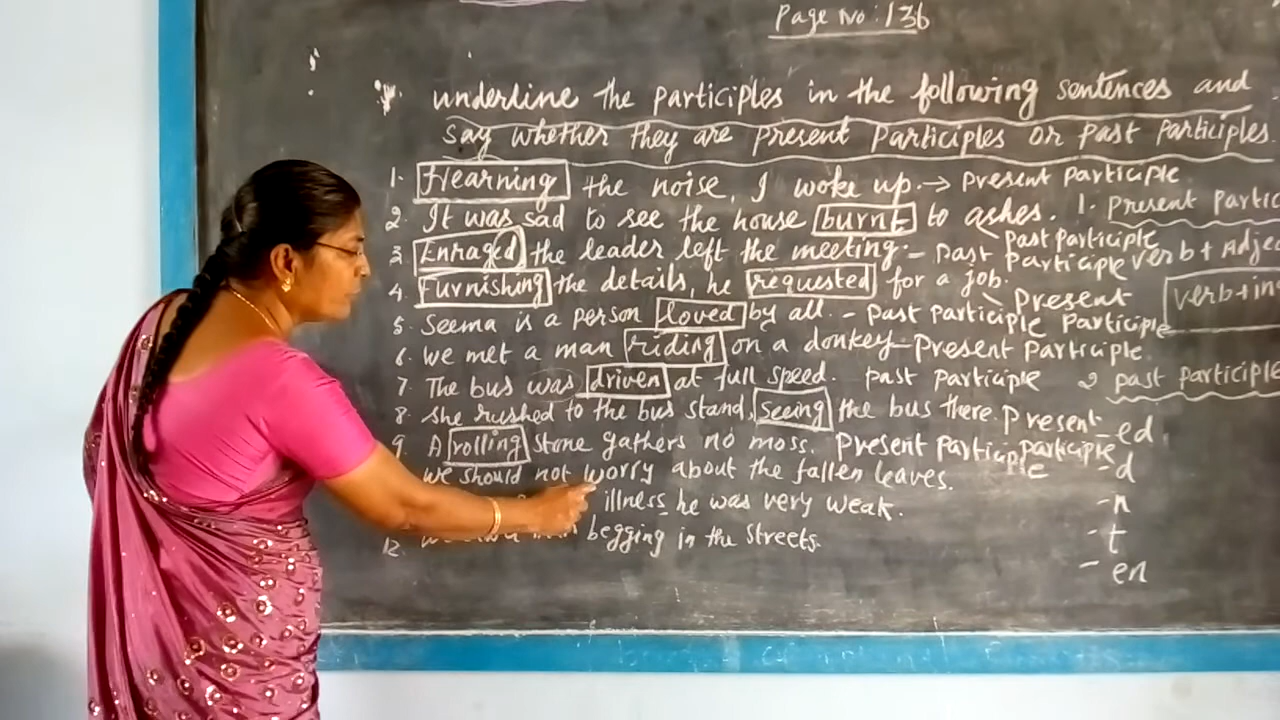 Page No : 136
underline the participles in the following sentences and
say whether they are present participles or past participles.
1. Hearning the noise, I woke up. → present participle
2. It was sad to see the house burnt to ashes.
past participle
3. Enraged the leader left the meeting - past participle
4. Furnishing the details, he requested for a job.
present participle
5. Seema is a person loved by all. - past participle
6. We met a man riding on a donkey - present participle.
7. The bus was driven at full speed. past participle
8. She rushed to the bus stand, seeing the bus there. present participle
9. A rolling stone gathers no moss. present participle
we should not worry about the fallen leaves.
illness he was very weak.
12. begging in the streets.
1. present
verb +
verb + in
2 past participle
- ed
- d
- n
- t
- en